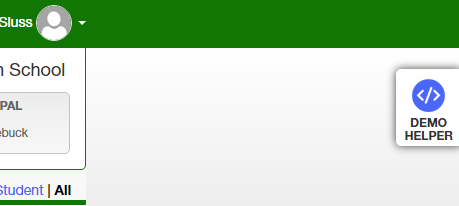 Sluss
School
PAL
ebuck
Student | All
DEMO
HELPER